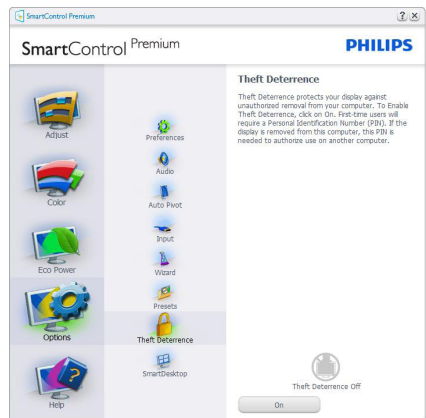 SmartControl Premium
SmartControl Premium
PHILIPS
Adjust
Color
Eco Power
Options
Help
Preferences
Audio
Auto Pivot
Input
Wizard
Presets
Theft Deterrence
SmartDesktop
Theft Deterrence
Theft Deterrence protects your display against
unauthorized removal from your computer. To Enable
Theft Deterrence, click on On. First-time users will
require a Personal Identification Number (PIN). If the
display is removed from this computer, this PIN is
needed to authorize use on another computer.
Theft Deterrence Off
On